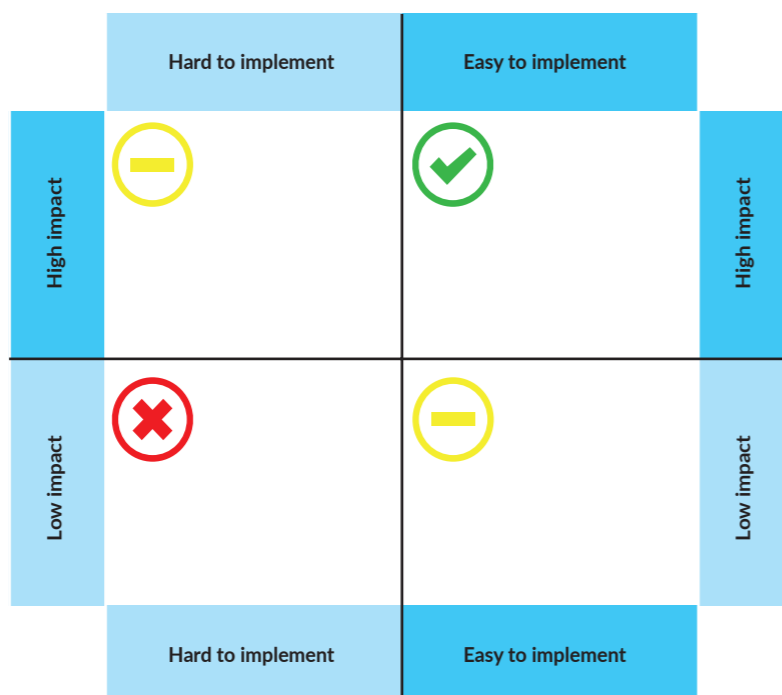 Hard to implement
Easy to implement
High impact
High impact
Low impact
Low impact
Hard to implement
Easy to implement